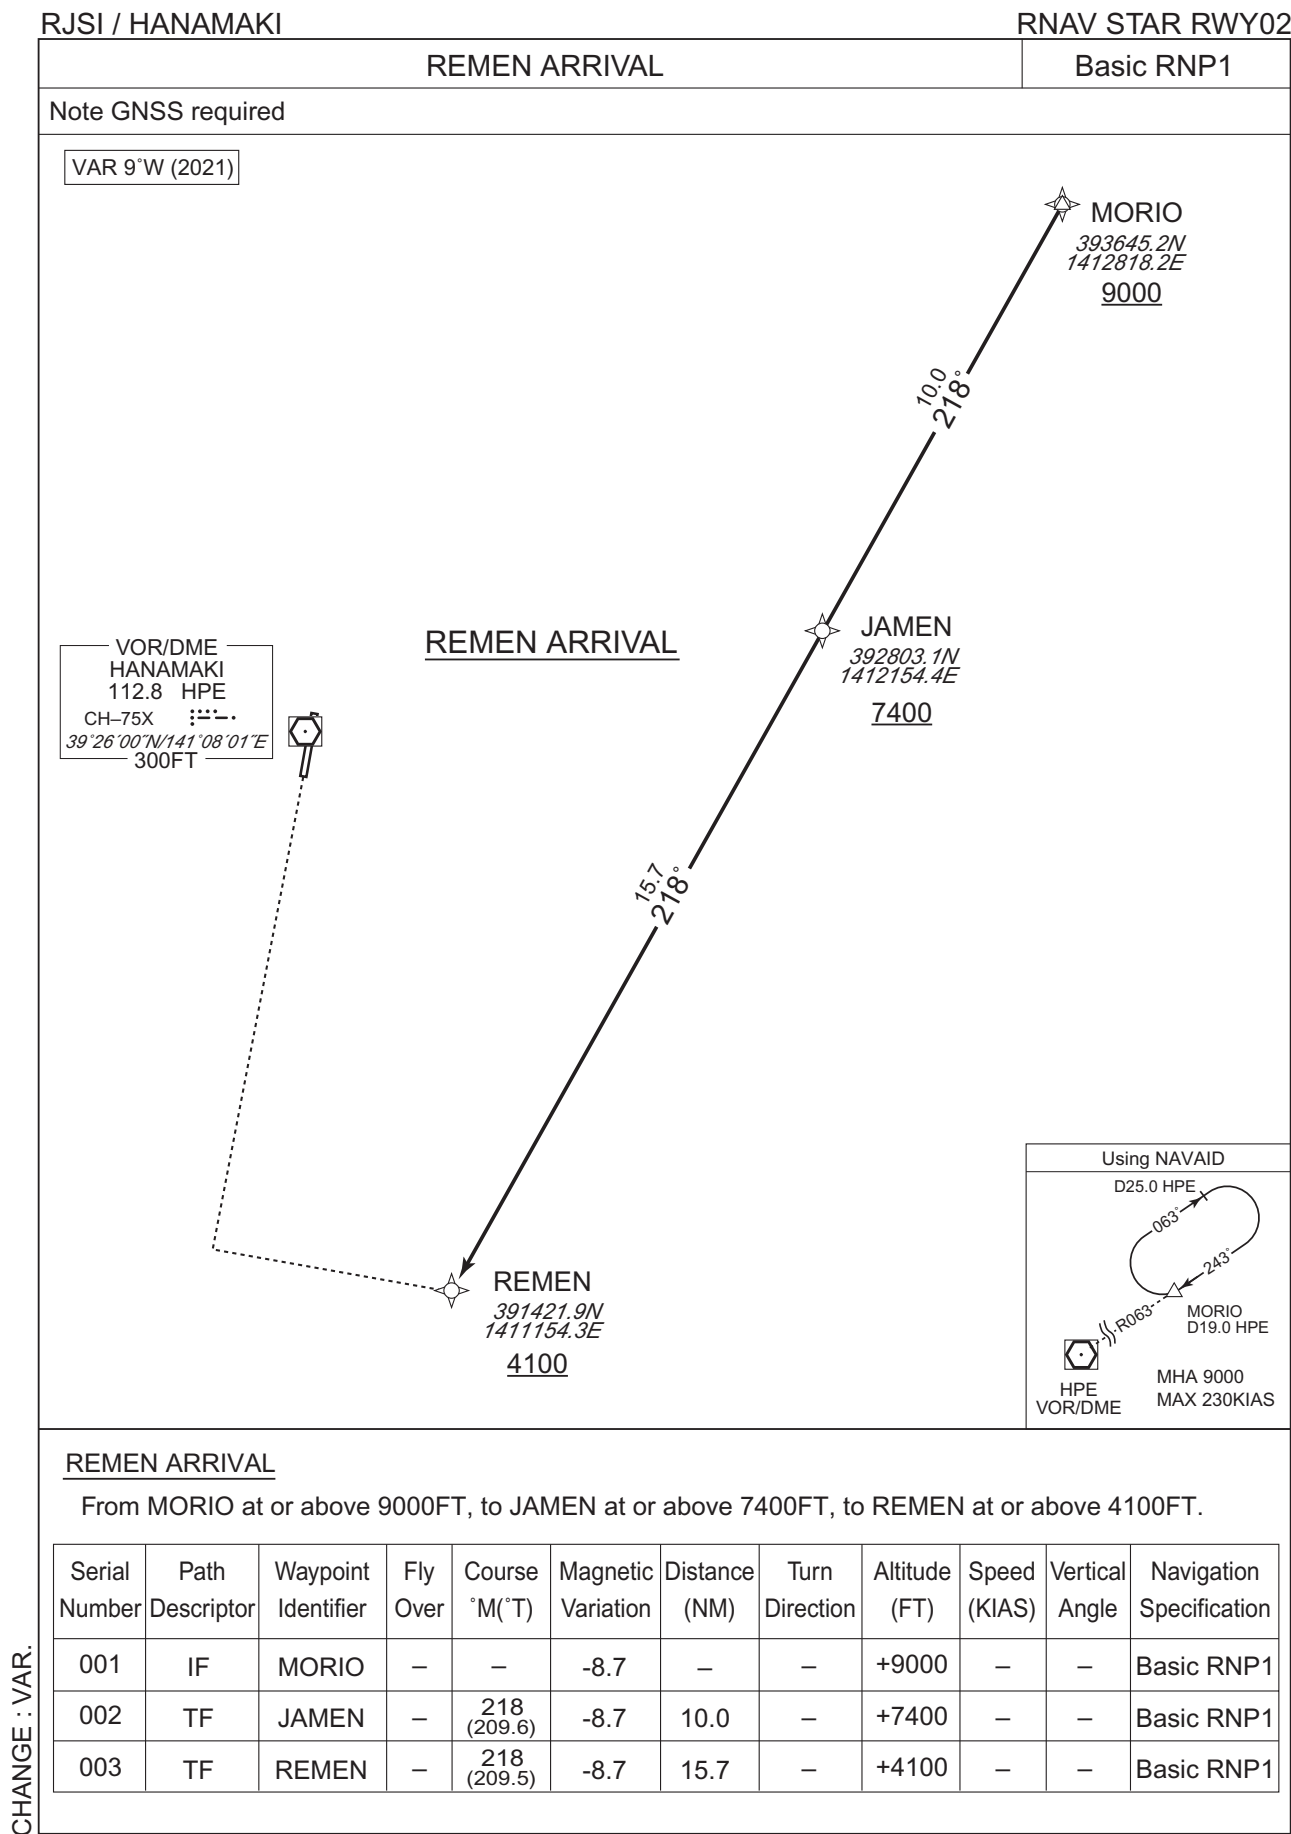 RJSI / HANAMAKI
RNAV STAR RWY02
REMEN ARRIVAL
Basic RNP1
Note GNSS required
VAR 9˚W (2021)
MORIO
393645.2N
1412818.2E
9000
10.0
218˚
JAMEN
392803.1N
1412154.4E
7400
REMEN ARRIVAL
VOR/DME
HANAMAKI
112.8 HPE
CH–75X
39˚26´00˝N/141˚08´01˝E
300FT
15.7
218˚
REMEN
391421.9N
1411154.3E
4100
Using NAVAID
D25.0 HPE
063˚
243˚
R063
MORIO
D19.0 HPE
HPE
VOR/DME
MHA 9000
MAX 230KIAS
REMEN ARRIVAL
From MORIO at or above 9000FT, to JAMEN at or above 7400FT, to REMEN at or above 4100FT.
Serial Number Path Descriptor Waypoint Identifier Fly Over Course ˚M(˚T) Magnetic Variation Distance (NM) Turn Direction Altitude (FT) Speed (KIAS) Vertical Angle Navigation Specification
001 IF MORIO – – -8.7 – – +9000 – – Basic RNP1
002 TF JAMEN – 218 (209.6) -8.7 10.0 – +7400 – – Basic RNP1
003 TF REMEN – 218 (209.5) -8.7 15.7 – +4100 – – Basic RNP1
CHANGE : VAR.